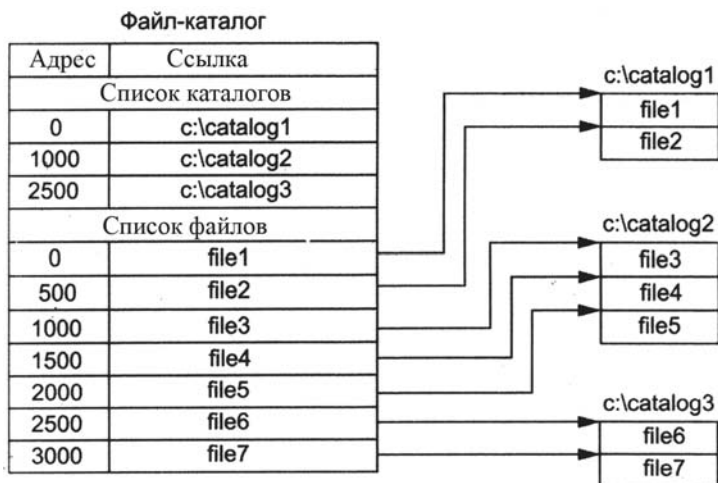 Файл-каталог
Адрес Ссылка
Список каталогов
0 c:\catalog1
1000 c:\catalog2
2500 c:\catalog3
Список файлов
0 file1
500 file2
1000 file3
1500 file4
2000 file5
2500 file6
3000 file7
c:\catalog1
file1
file2
c:\catalog2
file3
file4
file5
c:\catalog3
file6
file7